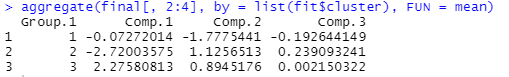 > aggregate(final[, 2:4], by = list(fit$cluster), FUN = mean)
  Group.1      Comp.1     Comp.2       Comp.3
1       1 -0.07272014 -1.7775441 -0.192644149
2       2 -2.72003575  1.1256513  0.239093241
3       3  2.27580813  0.8945176  0.002150322